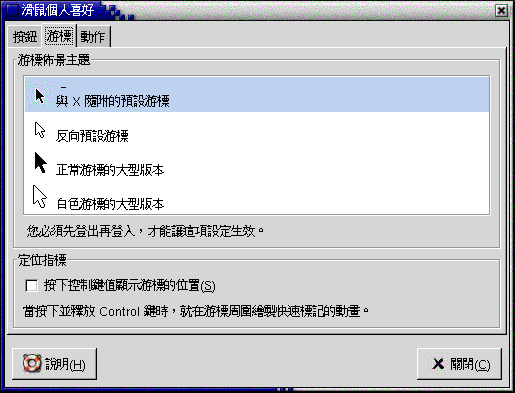 滑鼠個人喜好
按鈕 游標 動作
游標佈景主題
與 X 隨附的預設游標
反向預設游標
正常游標的大型版本
白色游標的大型版本
您必須先登出再登入，才能讓這項設定生效。
定位指標
按下控制鍵值顯示游標的位置(S)
當按下並釋放 Control 鍵時，就在游標周圍繪製快速標記的動畫。
說明(H) 關閉(C)